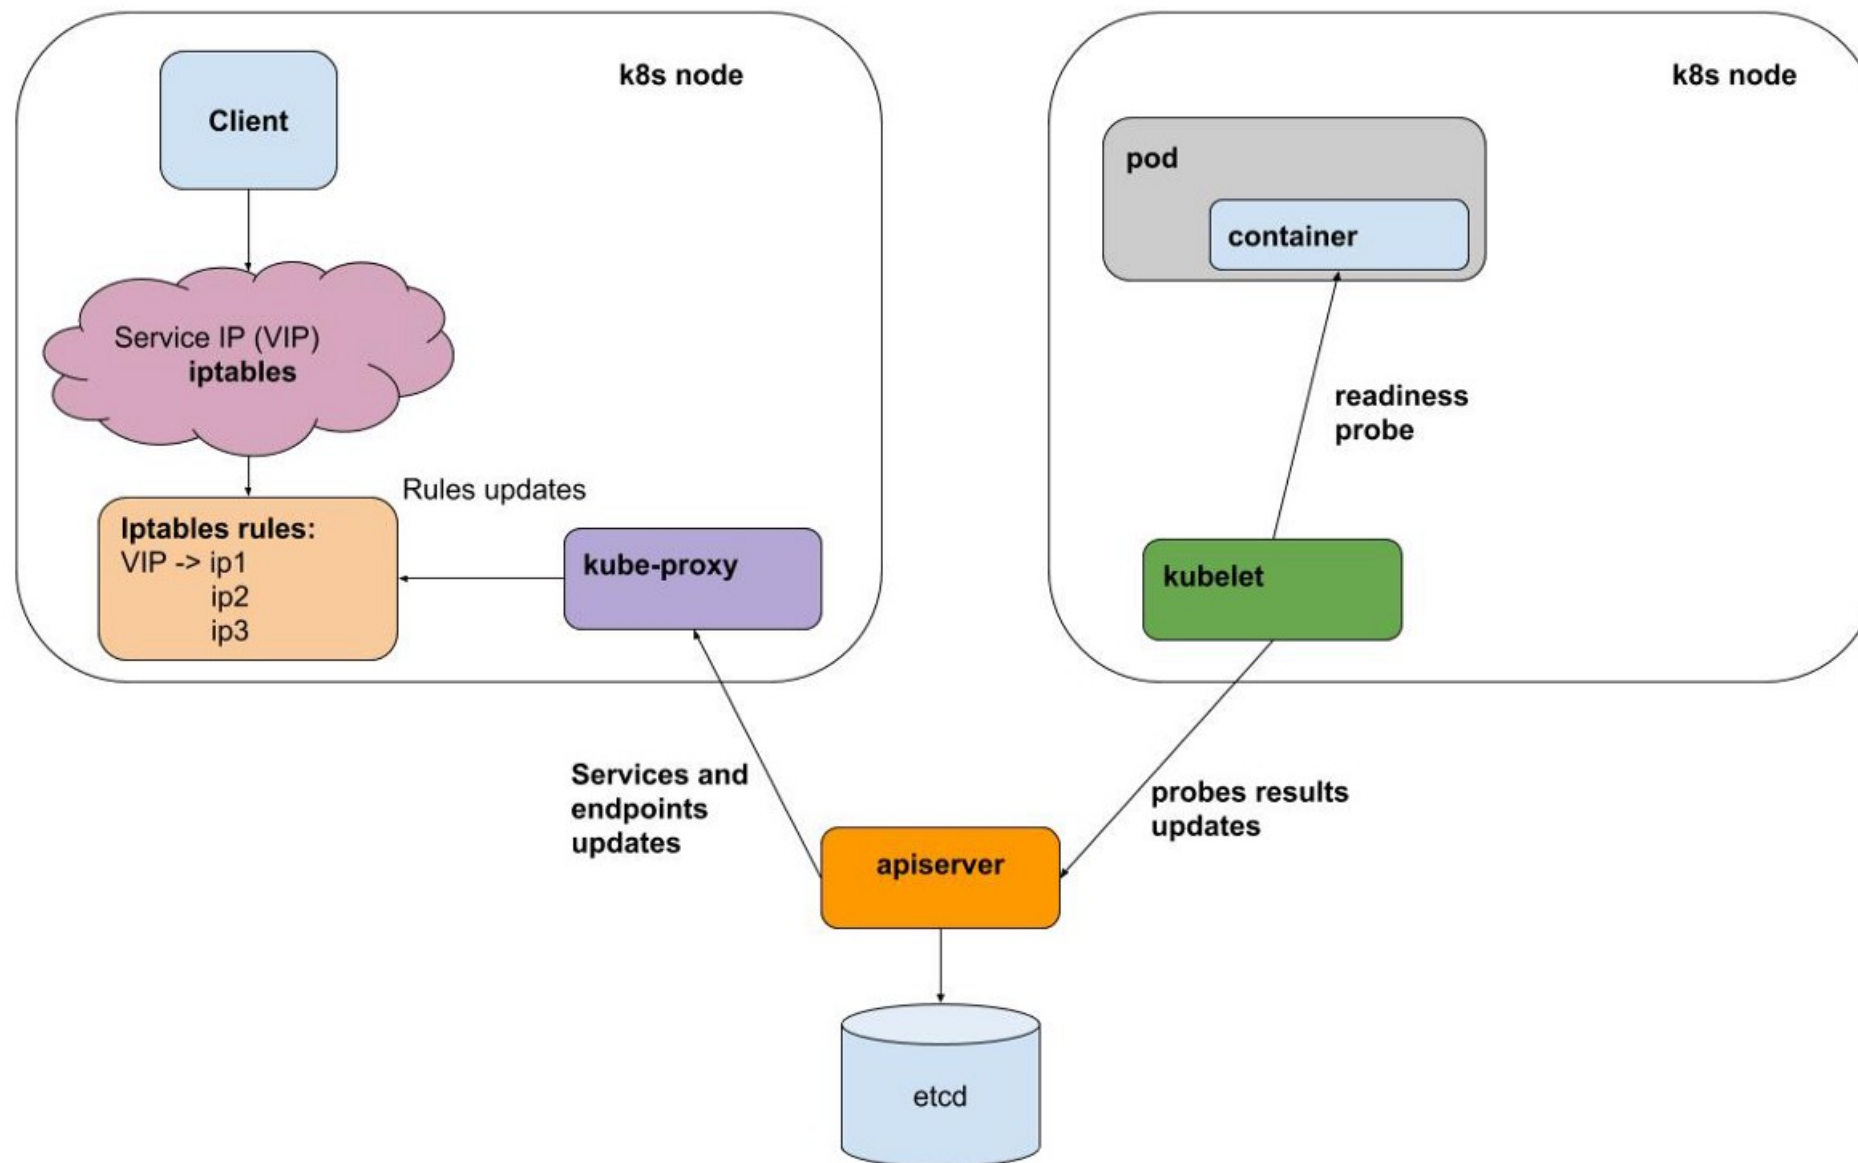 k8s node
Client
Service IP (VIP)
iptables
Rules updates
Iptables rules:
VIP -> ip1
ip2
ip3
kube-proxy
k8s node
pod
container
readiness
probe
kubelet
Services and
endpoints
updates
probes results
updates
apiserver
etcd